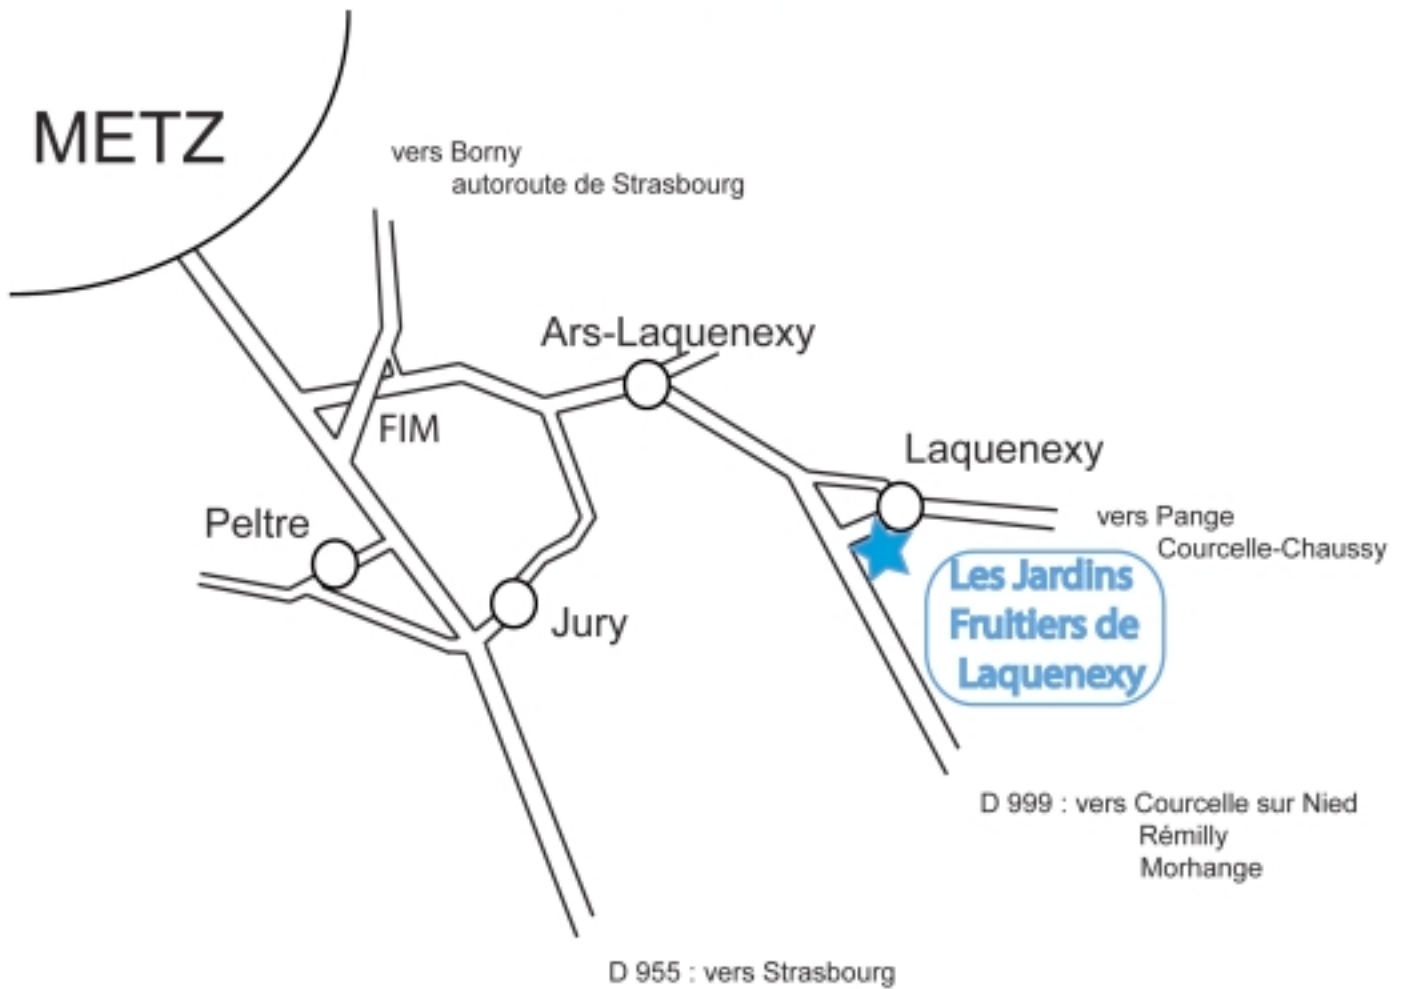 METZ
vers Borny
autoroute de Strasbourg
Ars-Laquenexy
FIM
Laquenexy
Peltre
vers Pange
Courcelle-Chaussy
Les Jardins
Fruitiers de
Laquenexy
Jury
D 999 : vers Courcelle sur Nied
Rémilly
Morhange
D 955 : vers Strasbourg